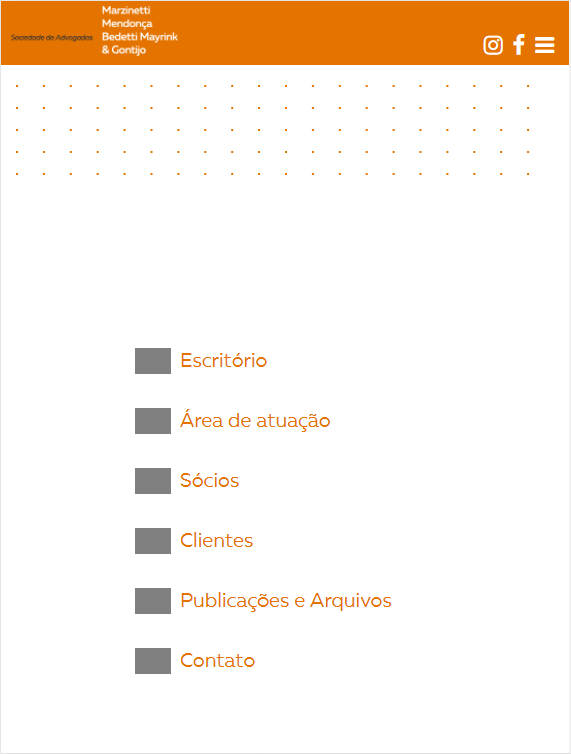 Marzinetti
Mendonça
Sociedade de Advogados
Bedetti Mayrink
& Gontijo
Escritório
Área de atuação
Sócios
Clientes
Publicações e Arquivos
Contato